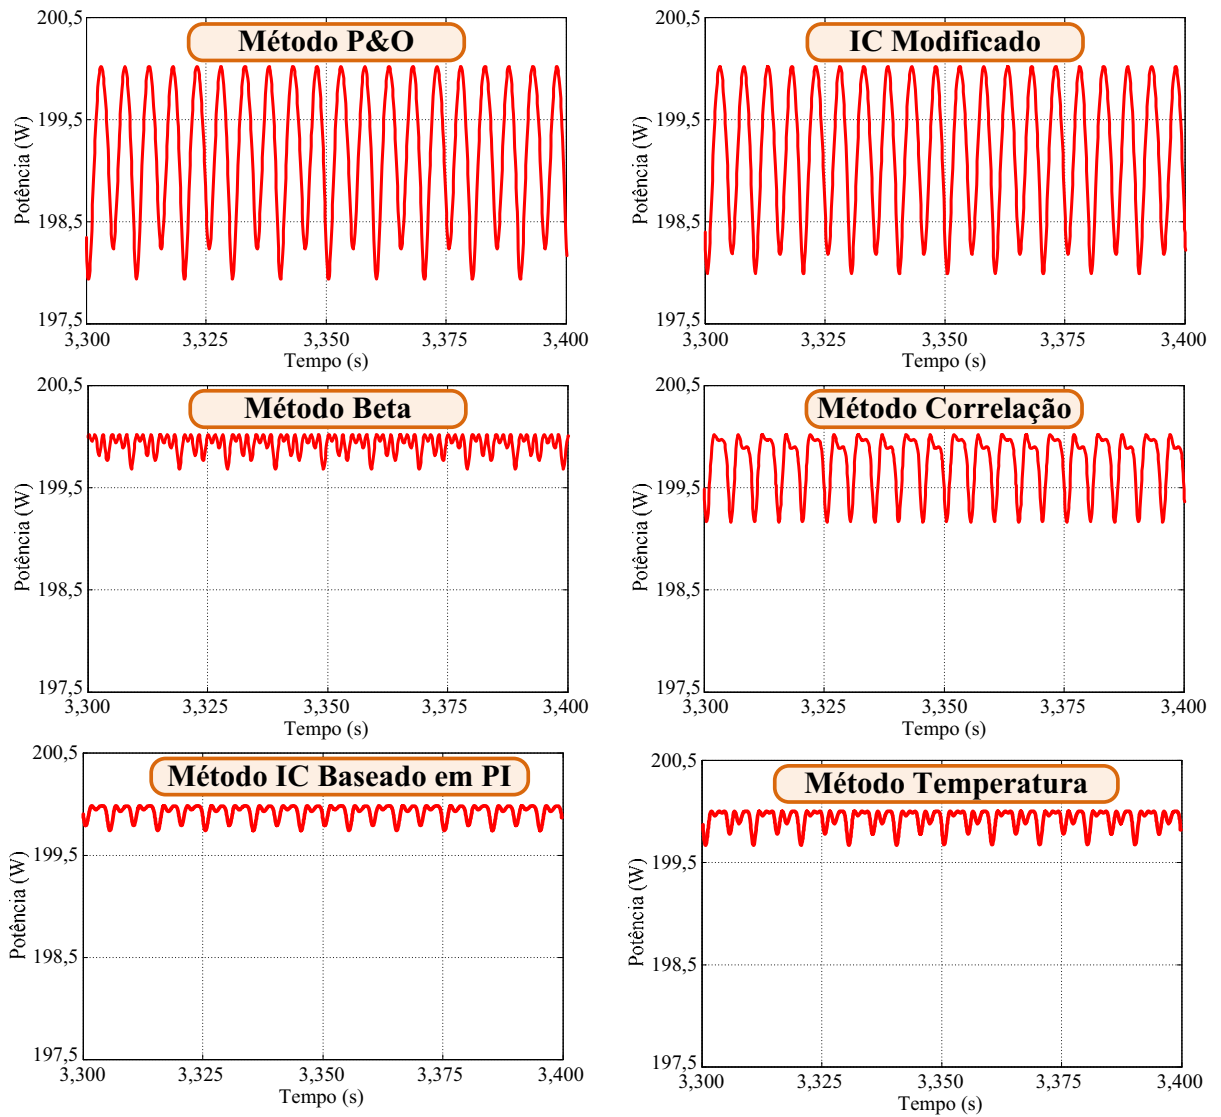 Método P&O
200,5
199,5
198,5
197,5
Potência (W)
3,300 3,325 3,350 3,375 3,400
Tempo (s)
IC Modificado
200,5
199,5
198,5
197,5
Potência (W)
3,300 3,325 3,350 3,375 3,400
Tempo (s)
Método Beta
200,5
199,5
198,5
197,5
Potência (W)
3,300 3,325 3,350 3,375 3,400
Tempo (s)
Método Correlação
200,5
199,5
198,5
197,5
Potência (W)
3,300 3,325 3,350 3,375 3,400
Tempo (s)
Método IC Baseado em PI
200,5
199,5
198,5
197,5
Potência (W)
3,300 3,325 3,350 3,375 3,400
Tempo (s)
Método Temperatura
200,5
199,5
198,5
197,5
Potência (W)
3,300 3,325 3,350 3,375 3,400
Tempo (s)